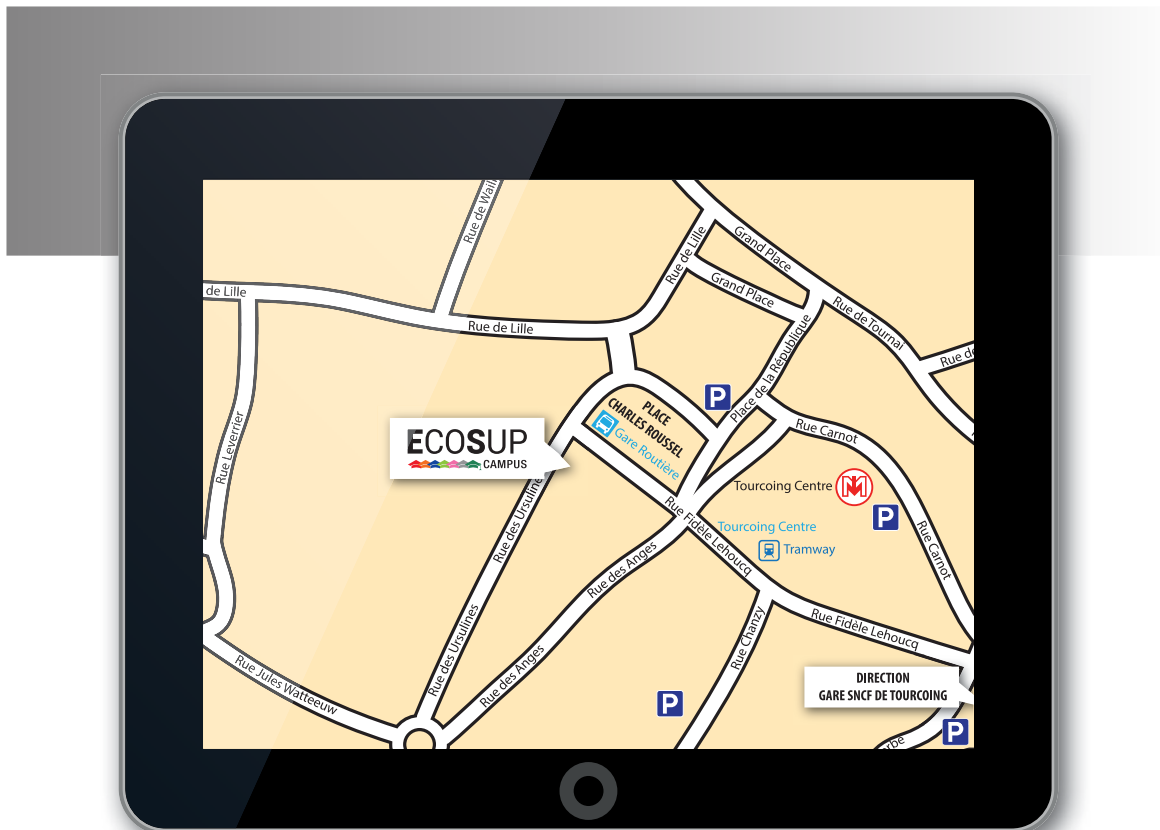 Rue de Waill
de Lille
Rue de Lille
Rue de Lille
Grand Place
Grand Place
Rue de Tournai
Rue de
Place de la République
P
PLACE
CHARLES ROUSSEL
Gare Routière
Rue Carnot
Rue Leverrier
ECOSUP
CAMPUS
Tourcoing Centre
M
P
Rue Carnot
Rue des Ursulines
Rue Fidèle Lehoucq
Tourcoing Centre
Tramway
Rue des Anges
Rue Chanzy
Rue Fidèle Lehoucq
Rue des Ursulines
Rue des Anges
Rue Jules Watteeuw
DIRECTION
GARE SNCF DE TOURCOING
P
P
rbe